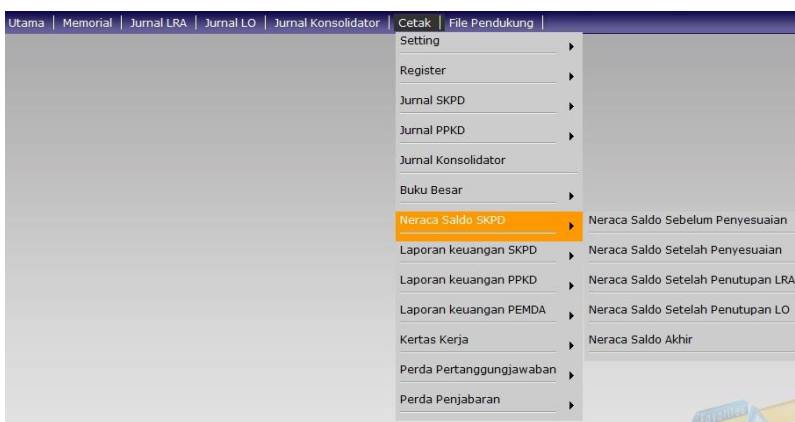 Utama | Memorial | Jurnal LRA | Jurnal LO | Jurnal Konsolidator | Cetak | File Pendukung |
Setting
Register
Jurnal SKPD
Jurnal PPKD
Jurnal Konsolidator
Buku Besar
Neraca Saldo SKPD
Neraca Saldo Sebelum Penyesuaian
Laporan keuangan SKPD
Neraca Saldo Setelah Penyesuaian
Laporan keuangan PPKD
Neraca Saldo Setelah Penutupan LRA
Laporan keuangan PEMDA
Neraca Saldo Setelah Penutupan LO
Kertas Kerja
Neraca Saldo Akhir
Perda Pertanggungjawaban
Perda Penjabaran